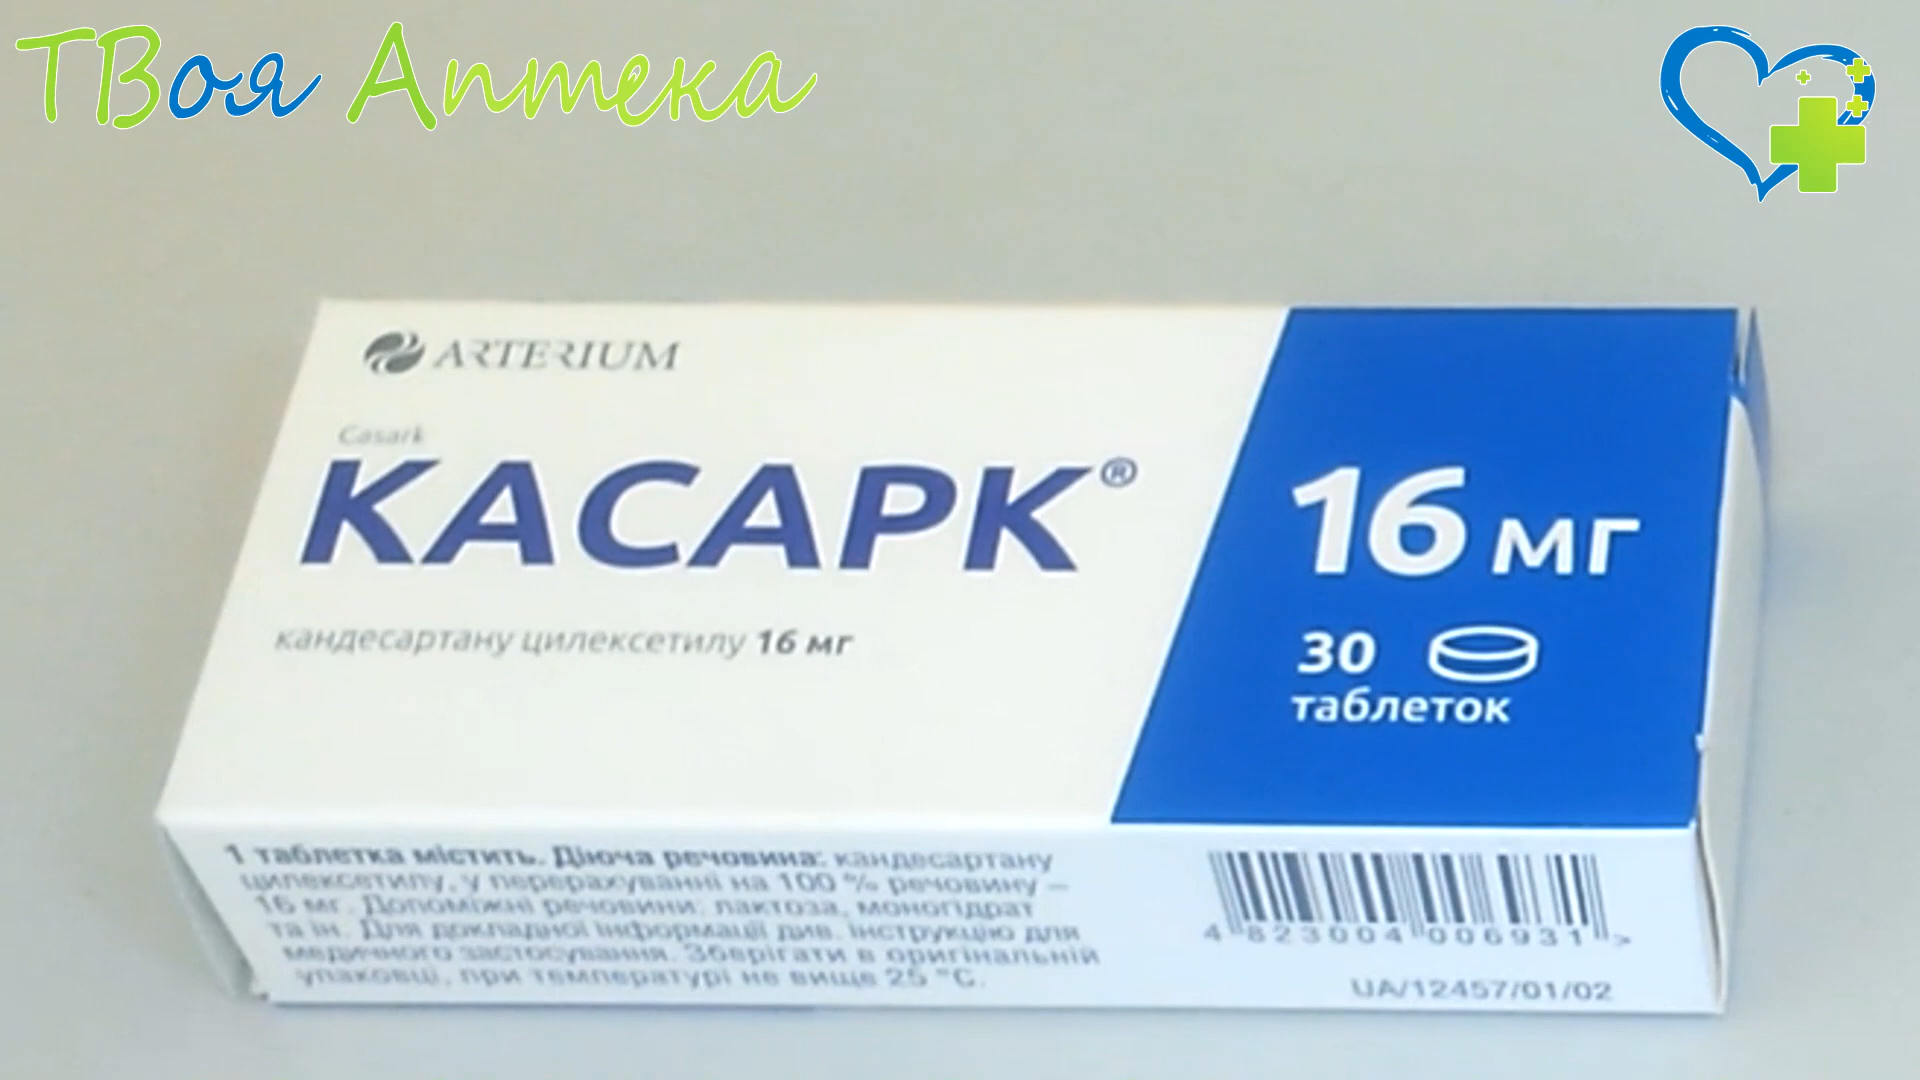 ТВоя Аптека
ARTERIUM
Casark
КАСАРК®
кандесартану цилексетилу 16 мг
16 мг
30
таблеток
1 таблетка містить. Діюча речовина: кандесартану
цилексетилу, у перерахуванні на 100 % речовину –
16 мг. Допоміжні речовини: лактоза, моногідрат
та ін. Для докладної інформації див. інструкцію для
медичного застосування. Зберігати в оригінальній
упаковці, при температурі не вище 25 °С.
4 823004 006931 >
UA/12457/01/02